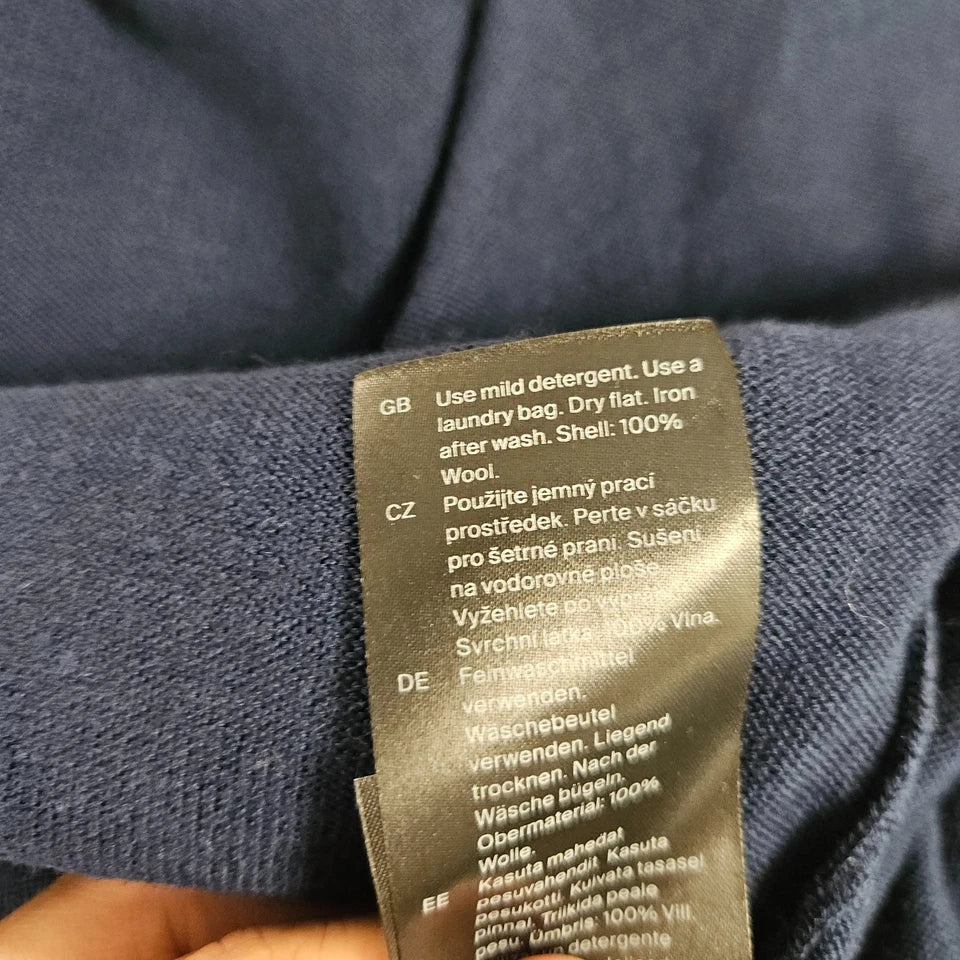 GB Use mild detergent. Use a
laundry bag. Dry flat. Iron
after wash. Shell: 100%
Wool.
CZ Použijte jemný prací
prostředek. Perte v sáčku
pro šetrné praní. Sušení
na vodorovné ploše.
Vyžehlete po
Svrchní látka: 100% Vlna.
DE Feinwaschmittel
verwenden.
Wäschebeutel
verwenden. Liegend
trocknen. Nach der
Wäsche bügeln.
Obermaterial: 100%
Wolle.
EE Kasuta mahedat
pesuvahendit. Kasuta
pesukotti. Kuivata tasasel
pinnal. Triikida peale
pesu. Ümbris: 100% Vill.
detergente